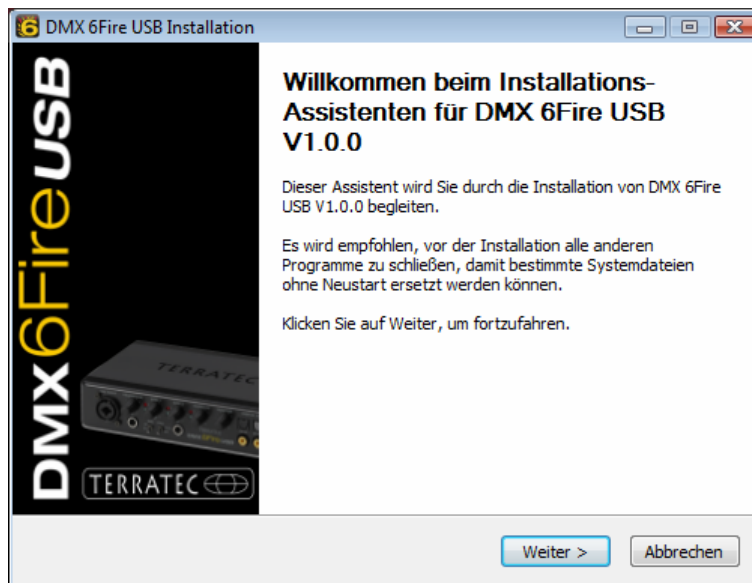 DMX 6Fire USB Installation
DMX6FireUSB
TERRATEC
TERRATEC
Willkommen beim Installations-
Assistenten für DMX 6Fire USB
V1.0.0
Dieser Assistent wird Sie durch die Installation von DMX 6Fire
USB V1.0.0 begleiten.
Es wird empfohlen, vor der Installation alle anderen
Programme zu schließen, damit bestimmte Systemdateien
ohne Neustart ersetzt werden können.
Klicken Sie auf Weiter, um fortzufahren.
Weiter >
Abbrechen